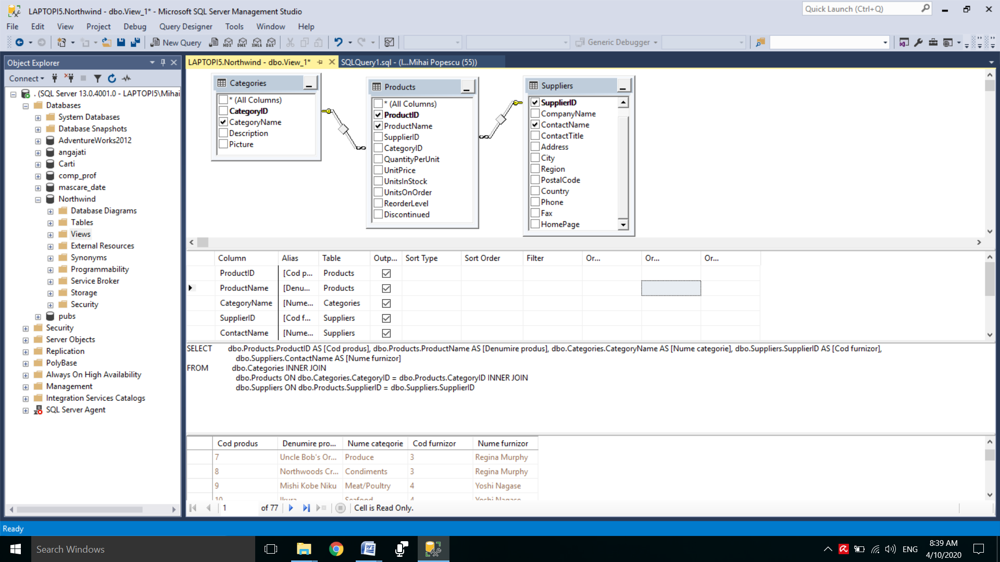 LAPTOPI5.Northwind - dbo.View_1* - Microsoft SQL Server Management Studio
Quick Launch (Ctrl+Q)
File Edit View Project Debug Query Designer Tools Window Help
New Query
Generic Debugger
Object Explorer
Connect
. (SQL Server 13.0.4001.0 - LAPTOPI5\Mihai
Databases
System Databases
Database Snapshots
AdventureWorks2012
angajati
Carti
comp_prof
mascare_date
Northwind
Database Diagrams
Tables
Views
External Resources
Synonyms
Programmability
Service Broker
Storage
Security
pubs
Security
Server Objects
Replication
PolyBase
Always On High Availability
Management
Integration Services Catalogs
SQL Server Agent
LAPTOPI5.Northwind - dbo.View_1* SQLQuery1.sql - (l...Mihai Popescu (55))
Categories
* (All Columns)
CategoryID
CategoryName
Description
Picture
Products
* (All Columns)
ProductID
ProductName
SupplierID
CategoryID
QuantityPerUnit
UnitPrice
UnitsInStock
UnitsOnOrder
ReorderLevel
Discontinued
Suppliers
SupplierID
CompanyName
ContactName
ContactTitle
Address
City
Region
PostalCode
Country
Phone
Fax
HomePage
Column Alias Table Outp... Sort Type Sort Order Filter Or... Or... Or...
ProductID [Cod p... Products
ProductName [Denu... Products
CategoryName [Nume... Categories
SupplierID [Cod f... Suppliers
ContactName [Nume... Suppliers
SELECT dbo.Products.ProductID AS [Cod produs], dbo.Products.ProductName AS [Denumire produs], dbo.Categories.CategoryName AS [Nume categorie], dbo.Suppliers.SupplierID AS [Cod furnizor],
dbo.Suppliers.ContactName AS [Nume furnizor]
FROM dbo.Categories INNER JOIN
dbo.Products ON dbo.Categories.CategoryID = dbo.Products.CategoryID INNER JOIN
dbo.Suppliers ON dbo.Products.SupplierID = dbo.Suppliers.SupplierID
Cod produs Denumire pro... Nume categorie Cod furnizor Nume furnizor
7 Uncle Bob's Or... Produce 3 Regina Murphy
8 Northwoods Cr... Condiments 3 Regina Murphy
9 Mishi Kobe Niku Meat/Poultry 4 Yoshi Nagase
10 Ikura Seafood 4 Yoshi Nagase
1 of 77 Cell is Read Only.
Ready
Search Windows
ENG
8:39 AM
4/10/2020